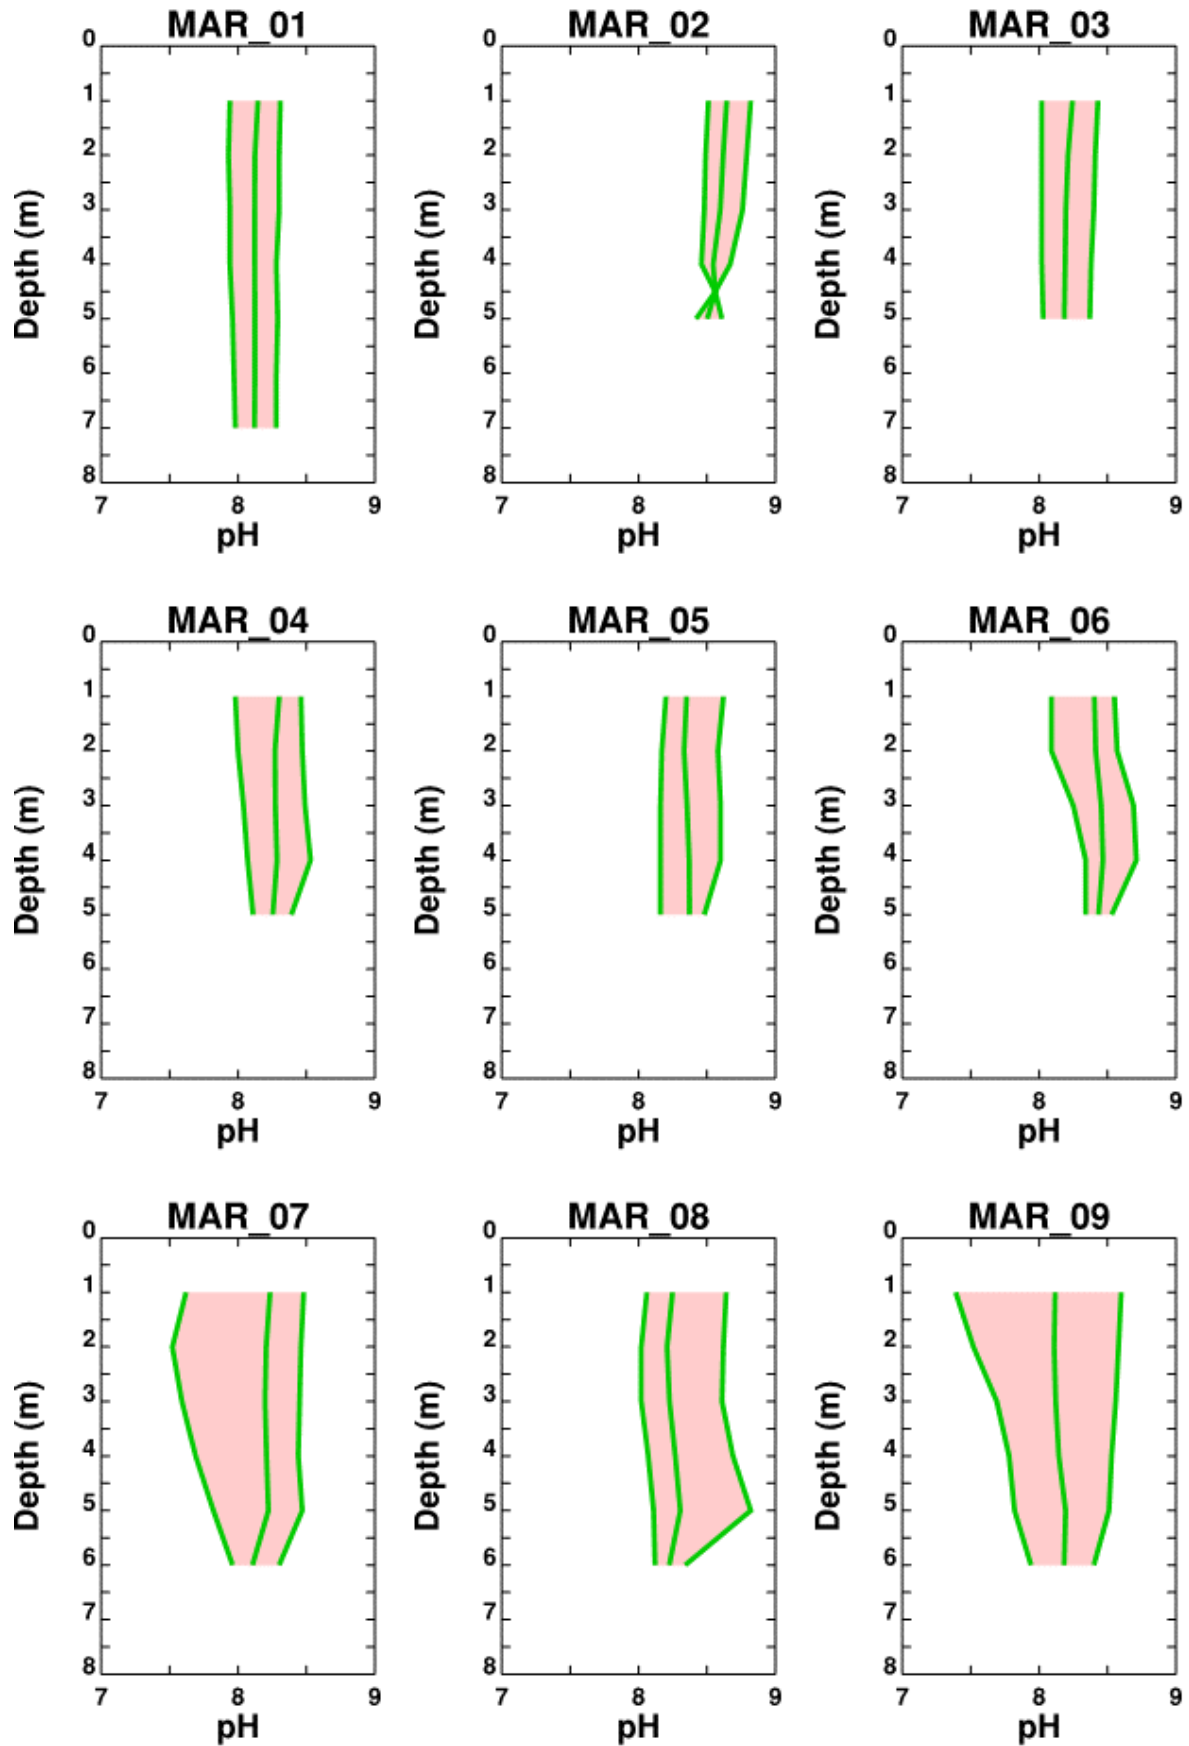 MAR_01 MAR_02 MAR_03
0 0 0
1 1 1
2 2 2
3 3 3
Depth (m) Depth (m) Depth (m)
4 4 4
5 5 5
6 6 6
7 7 7
8 8 8
7 8 9 7 8 9 7 8 9
pH pH pH
MAR_04 MAR_05 MAR_06
0 0 0
1 1 1
2 2 2
3 3 3
Depth (m) Depth (m) Depth (m)
4 4 4
5 5 5
6 6 6
7 7 7
8 8 8
7 8 9 7 8 9 7 8 9
pH pH pH
MAR_07 MAR_08 MAR_09
0 0 0
1 1 1
2 2 2
3 3 3
Depth (m) Depth (m) Depth (m)
4 4 4
5 5 5
6 6 6
7 7 7
8 8 8
7 8 9 7 8 9 7 8 9
pH pH pH